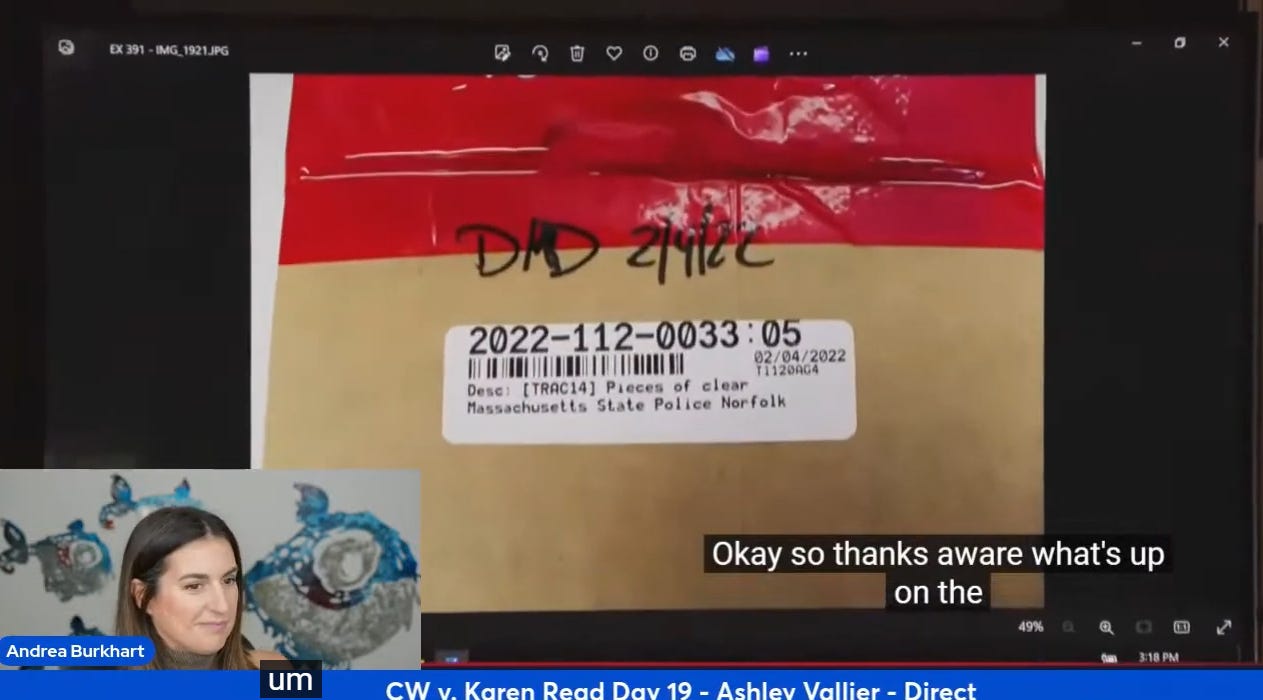 EX 391 - IMG_1921.JPG
DMD 2/4/22
2022-112-0033:05
02/04/2022
T1120AG4
Desc: [TRAC14] Pieces of clear
Massachusetts State Police Norfolk
Okay so thanks aware what's up
on the
49%
3:18 PM
Andrea Burkhart
um
CW v. Karen Read Day 19 - Ashley Vallier - Direct